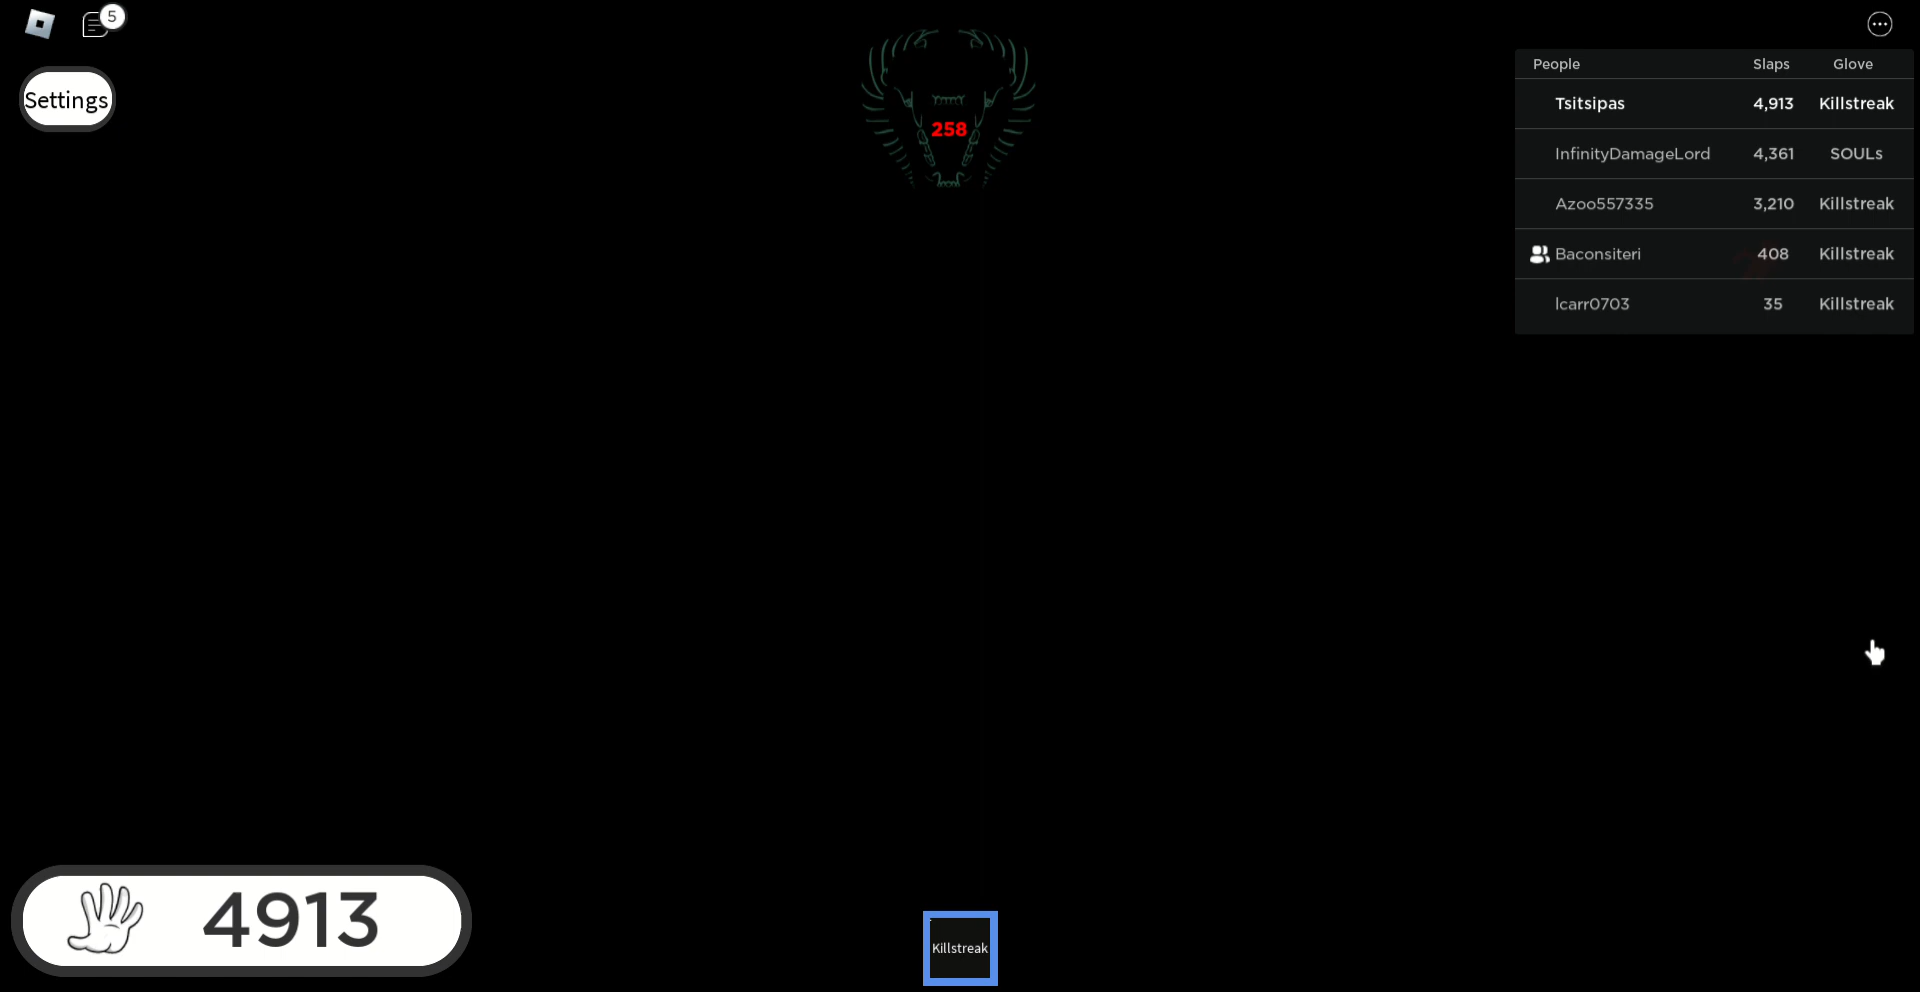 5
Settings
258
People Slaps Glove
Tsitsipas 4,913 Killstreak
InfinityDamageLord 4,361 SOULs
Azoo557335 3,210 Killstreak
Baconsiteri 408 Killstreak
lcarr0703 35 Killstreak
4913
Killstreak